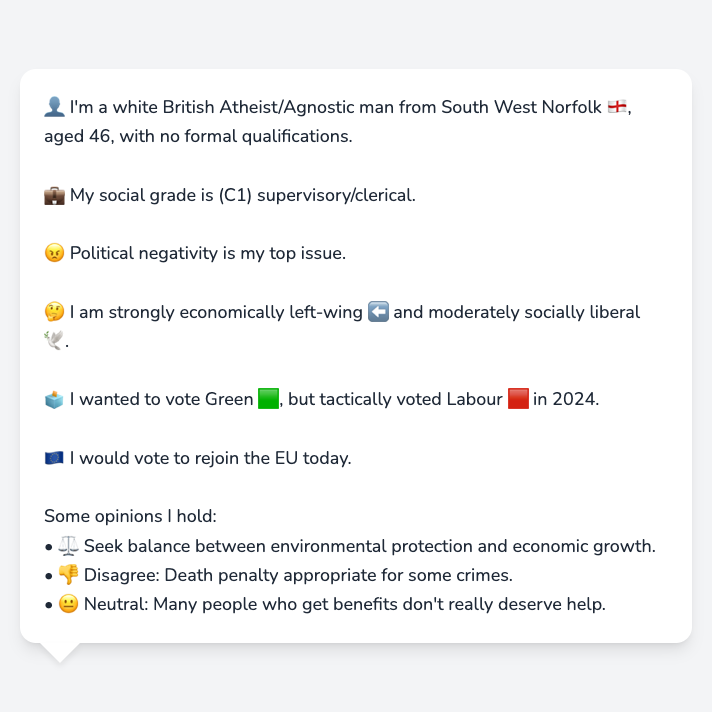 👤 I'm a white British Atheist/Agnostic man from South West Norfolk 🏴󠁧󠁢󠁥󠁮󠁧󠁿,
aged 46, with no formal qualifications.
💼 My social grade is (C1) supervisory/clerical.
😠 Political negativity is my top issue.
🤔 I am strongly economically left-wing ⬅️ and moderately socially liberal
🕊️.
🗳️ I wanted to vote Green 🟩, but tactically voted Labour 🟥 in 2024.
🇪🇺 I would vote to rejoin the EU today.
Some opinions I hold:
• ⚖️ Seek balance between environmental protection and economic growth.
• 👎 Disagree: Death penalty appropriate for some crimes.
• 😐 Neutral: Many people who get benefits don't really deserve help.